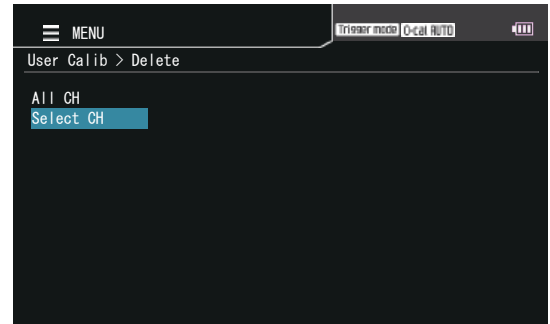 MENU
Trigger mode 0-cal AUTO
User Calib > Delete
All CH
Select CH